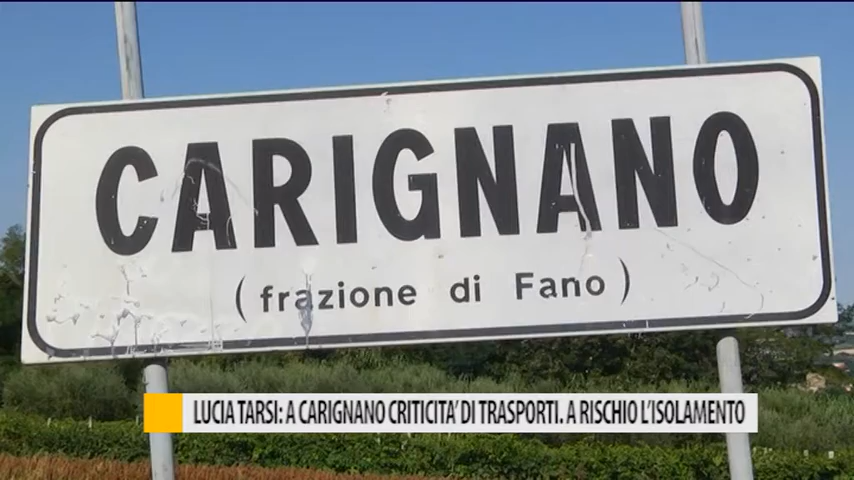 CARIGNANO
(frazione di Fano)
LUCIA TARSI: A CARIGNANO CRITICITA' DI TRASPORTI. A RISCHIO L'ISOLAMENTO